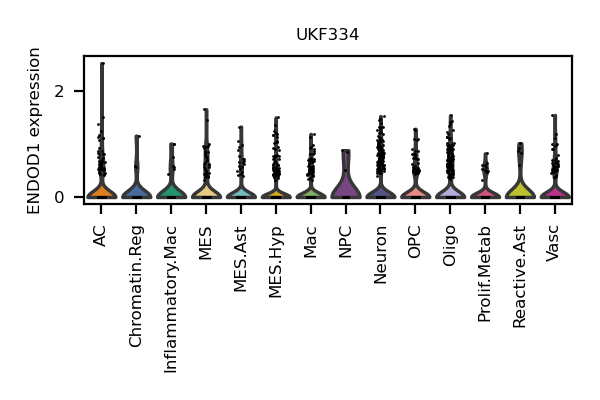 UKF334
ENDOD1 expression
2
0
AC
Chromatin.Reg
Inflammatory.Mac
MES
MES.Ast
MES.Hyp
Mac
NPC
Neuron
OPC
Oligo
Prolif.Metab
Reactive.Ast
Vasc